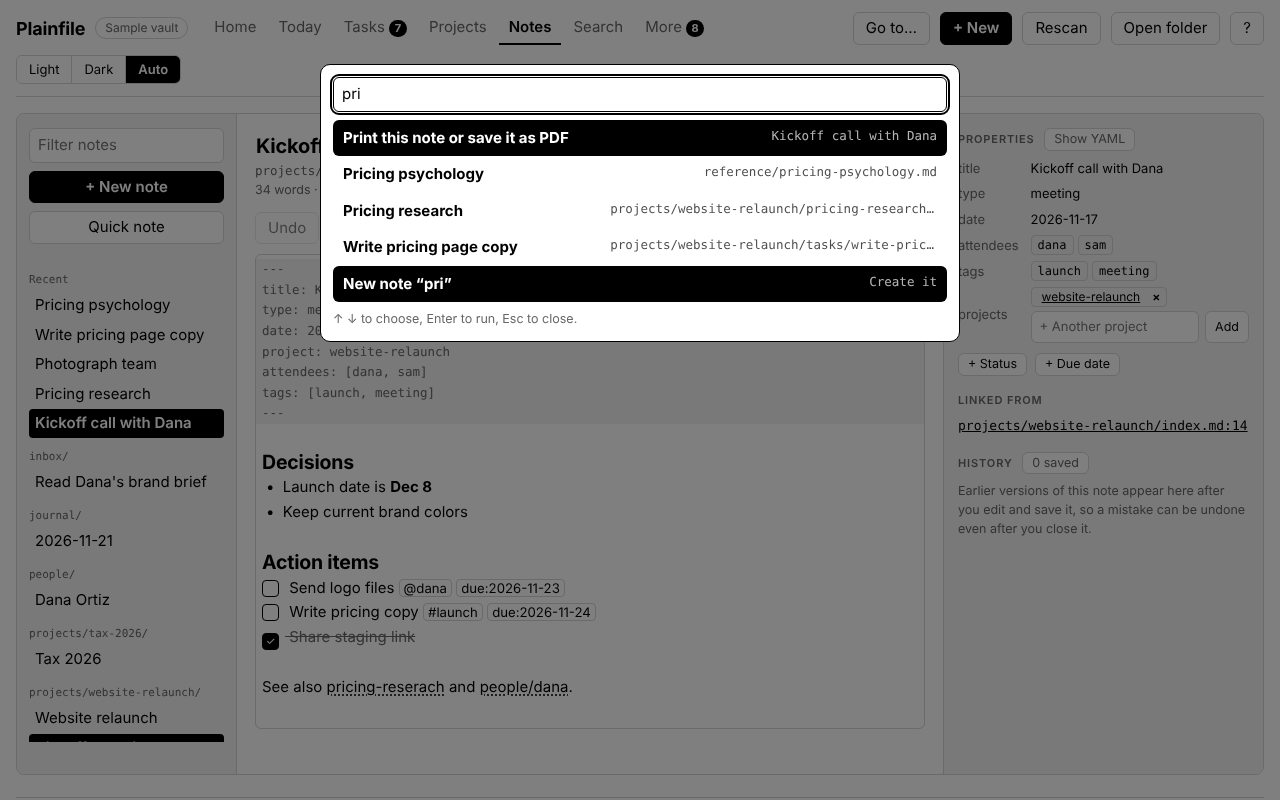 Plainfile Sample vault Home Today Tasks 7 Projects Notes Search More 8 Go to... + New Rescan Open folder ?
Light Dark Auto
pri
Print this note or save it as PDF Kickoff call with Dana
Pricing psychology reference/pricing-psychology.md
Pricing research projects/website-relaunch/pricing-research…
Write pricing page copy projects/website-relaunch/tasks/write-pric…
New note “pri” Create it
↑ ↓ to choose, Enter to run, Esc to close.
Filter notes
+ New note
Quick note
Recent
Pricing psychology
Write pricing page copy
Photograph team
Pricing research
Kickoff call with Dana
inbox/
Read Dana's brand brief
journal/
2026-11-21
people/
Dana Ortiz
projects/tax-2026/
Tax 2026
projects/website-relaunch/
Website relaunch
Kickoff
projects/
34 words ·
Undo
---
title: K
type: me
date: 20
project: website-relaunch
attendees: [dana, sam]
tags: [launch, meeting]
---
Decisions
• Launch date is Dec 8
• Keep current brand colors
Action items
Send logo files @dana due:2026-11-23
Write pricing copy #launch due:2026-11-24
Share staging link
See also pricing-reserach and people/dana.
PROPERTIES Show YAML
title Kickoff call with Dana
type meeting
date 2026-11-17
attendees dana sam
tags launch meeting
projects website-relaunch ×
+ Another project Add
+ Status + Due date
LINKED FROM
projects/website-relaunch/index.md:14
HISTORY 0 saved
Earlier versions of this note appear here after
you edit and save it, so a mistake can be undone
even after you close it.